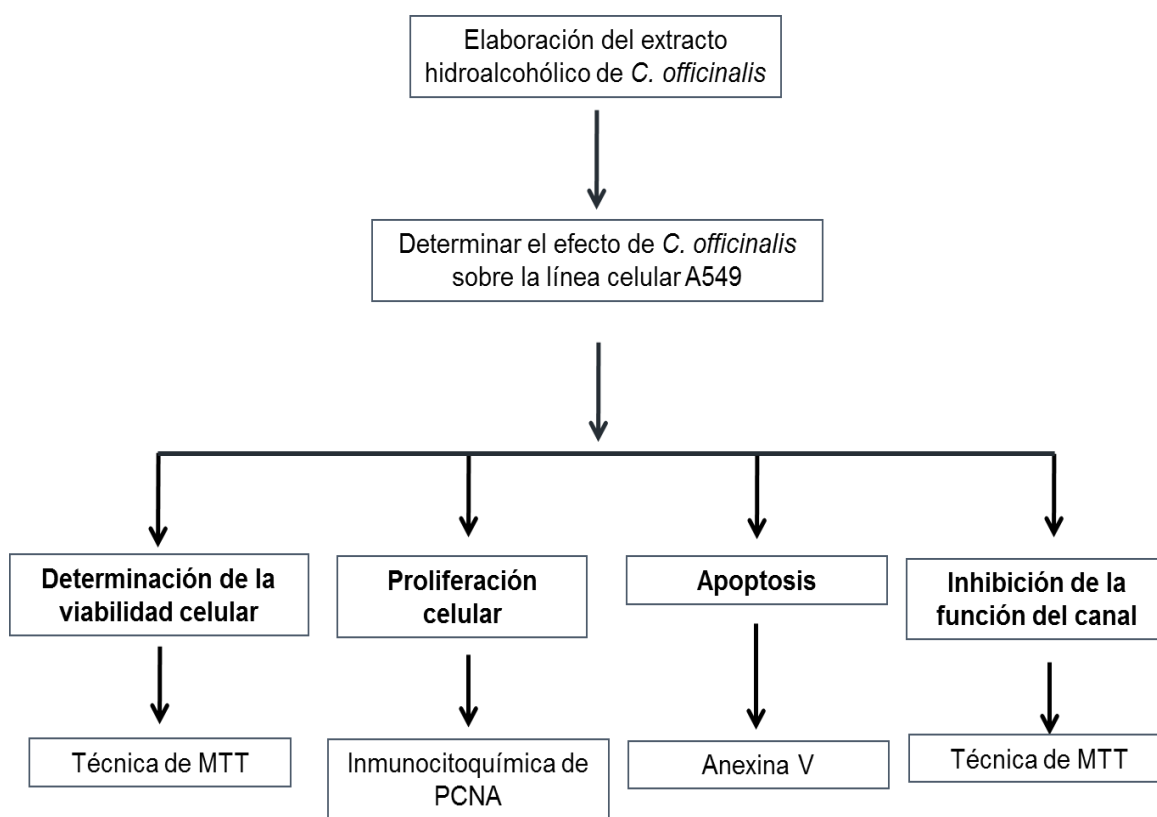 Elaboración del extracto
hidroalcohólico de C. officinalis
Determinar el efecto de C. officinalis
sobre la línea celular A549
Determinación de la
viabilidad celular
Proliferación
celular
Apoptosis
Inhibición de la
función del canal
Técnica de MTT
Inmunocitoquímica de
PCNA
Anexina V
Técnica de MTT